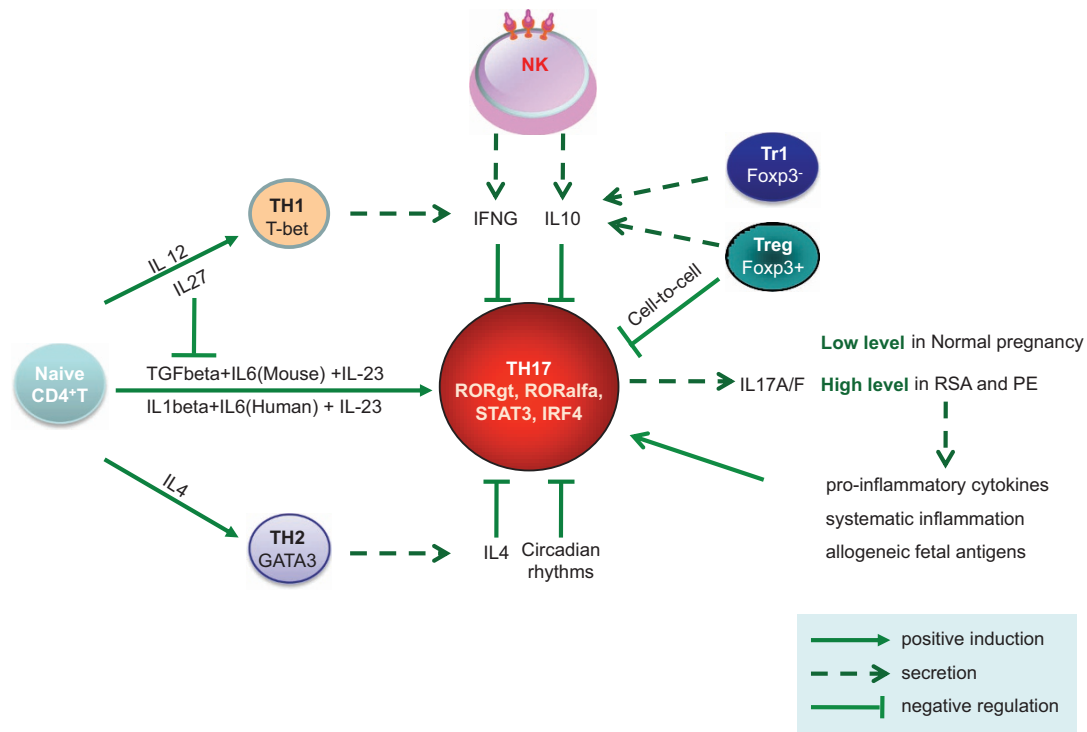 NK
Tr1
Foxp3-
TH1
T-bet
IFNG
IL10
Treg
Foxp3+
IL 12
IL27
Cell-to-cell
Low level in Normal pregnancy
Naive
CD4+T
TGFbeta+IL6(Mouse) +IL-23
IL1beta+IL6(Human) + IL-23
TH17
RORgt, RORalfa,
STAT3, IRF4
IL17A/F
High level in RSA and PE
IL4
pro-inflammatory cytokines
systematic inflammation
allogeneic fetal antigens
TH2
GATA3
IL4
Circadian
rhythms
positive induction
secretion
negative regulation